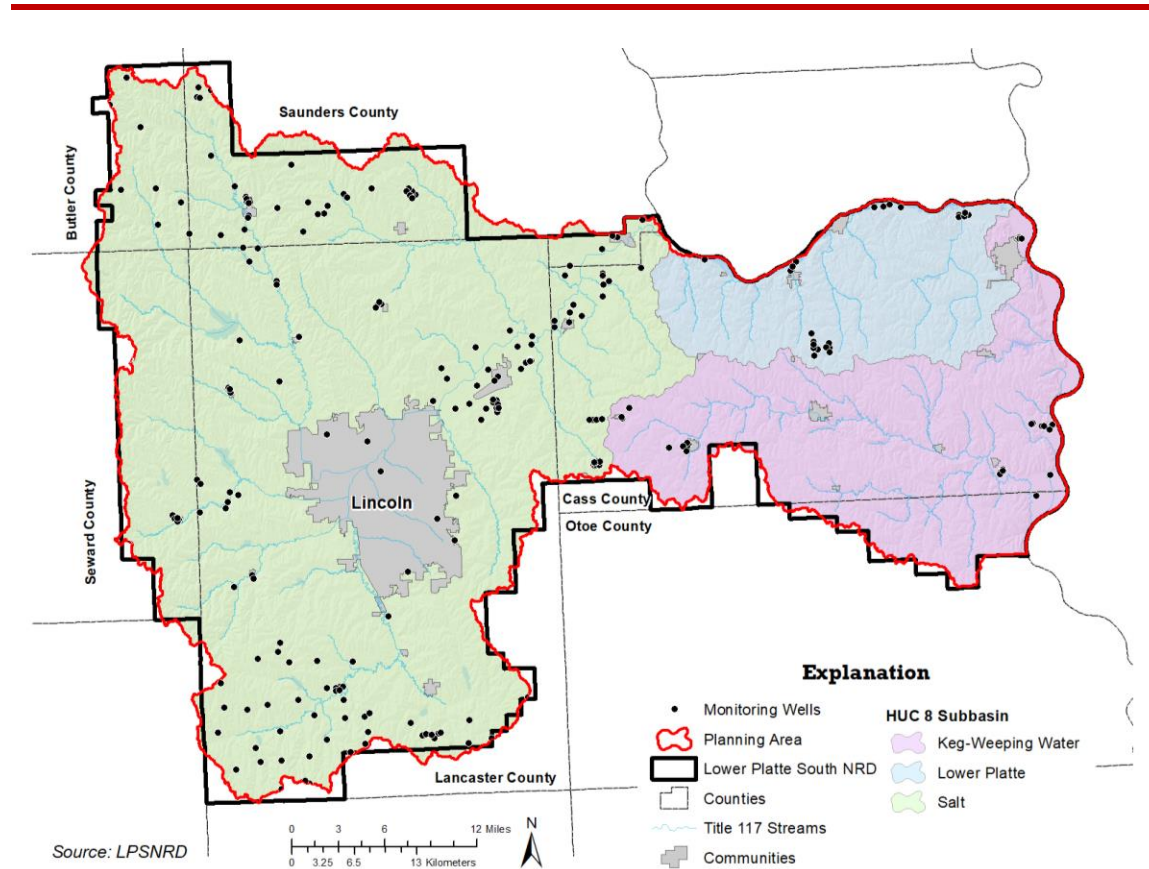 Saunders County
Butler County
Seward County
Lincoln
Cass County
Otoe County
Lancaster County
Explanation
Monitoring Wells
Planning Area
Lower Platte South NRD
Counties
Title 117 Streams
Communities
HUC 8 Subbasin
Keg-Weeping Water
Lower Platte
Salt
0 3 6 12 Miles
0 3.25 6.5 13 Kilometers
N
Source: LPSNRD